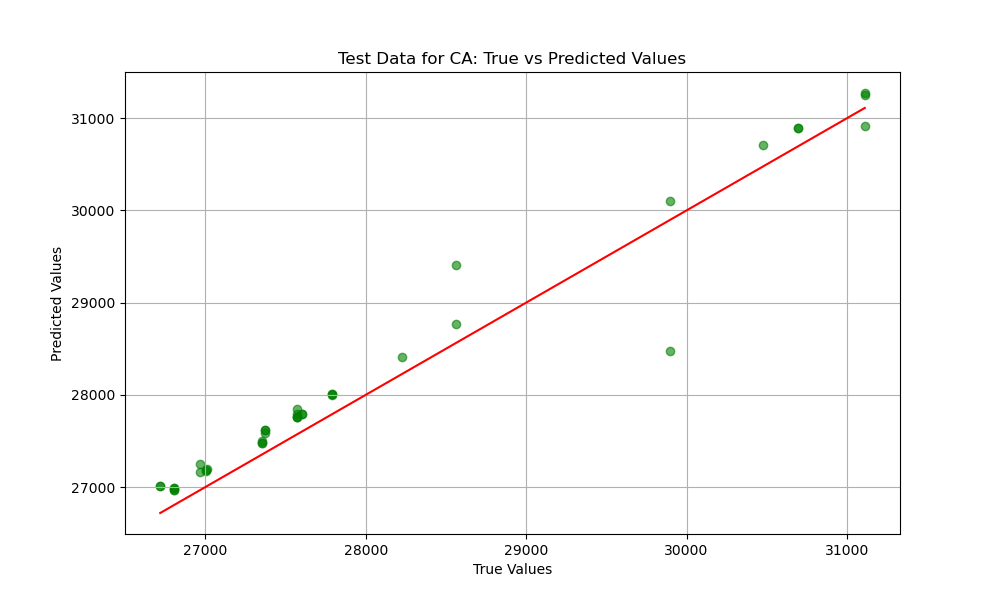 Test Data for CA: True vs Predicted Values
31000
30000
29000
28000
27000
Predicted Values
27000 28000 29000 30000 31000
True Values